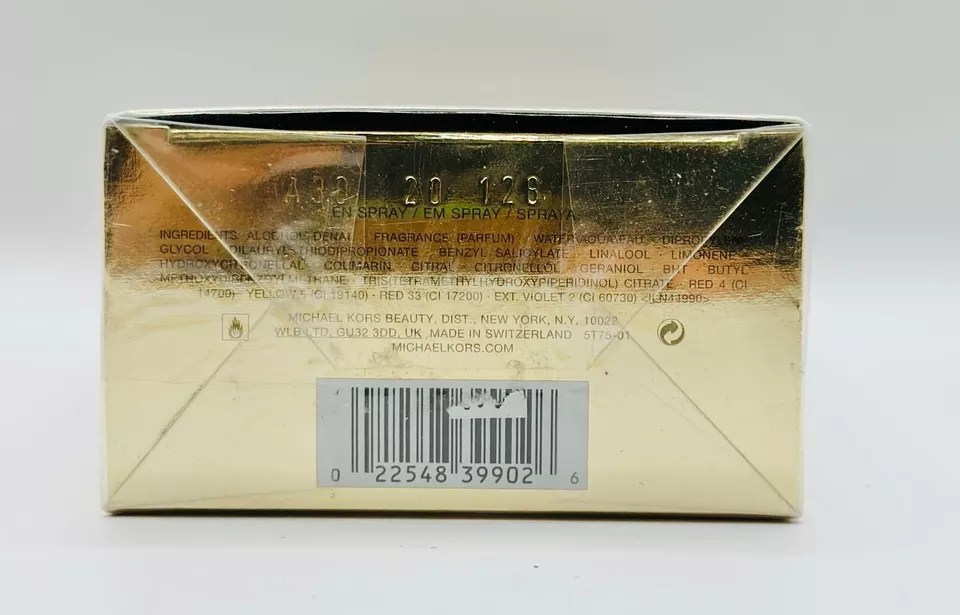 A30 20 126
EN SPRAY / EM SPRAY / SPRAYA
INGREDIENTS: ALCOHOL DENAT. · FRAGRANCE (PARFUM) · WATER/AQUA/EAU · DIPROPYLENE
GLYCOL · DILAURYL THIODIPROPIONATE · BENZYL SALICYLATE · LINALOOL · LIMONENE
HYDROXYCITRONELLAL · COUMARIN · CITRAL · CITRONELLOL · GERANIOL · BHT · BUTYL
METHOXYDIBENZOYLMETHANE · TRIS(TETRAMETHYLHYDROXYPIPERIDINOL) CITRATE · RED 4 (CI
14700) · YELLOW 5 (CI 19140) · RED 33 (CI 17200) · EXT. VIOLET 2 (CI 60730) <ILN44990>
MICHAEL KORS BEAUTY, DIST., NEW YORK, N.Y. 10022
WLB LTD, GU32 3DD, UK MADE IN SWITZERLAND 5T75-01
MICHAELKORS.COM
0 22548 39902 6